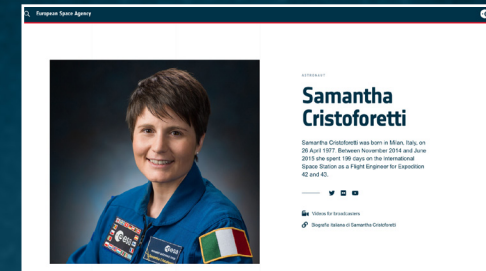 European Space Agency
ASTRONAUT
Samantha
Cristoforetti
Samantha Cristoforetti was born in Milan, Italy, on
26 April 1977. Between November 2014 and June
2015 she spent 199 days on the International
Space Station as a Flight Engineer for Expedition
42 and 43.
Videos for broadcasters
Biografia italiana di Samantha Cristoforetti
esa
esa